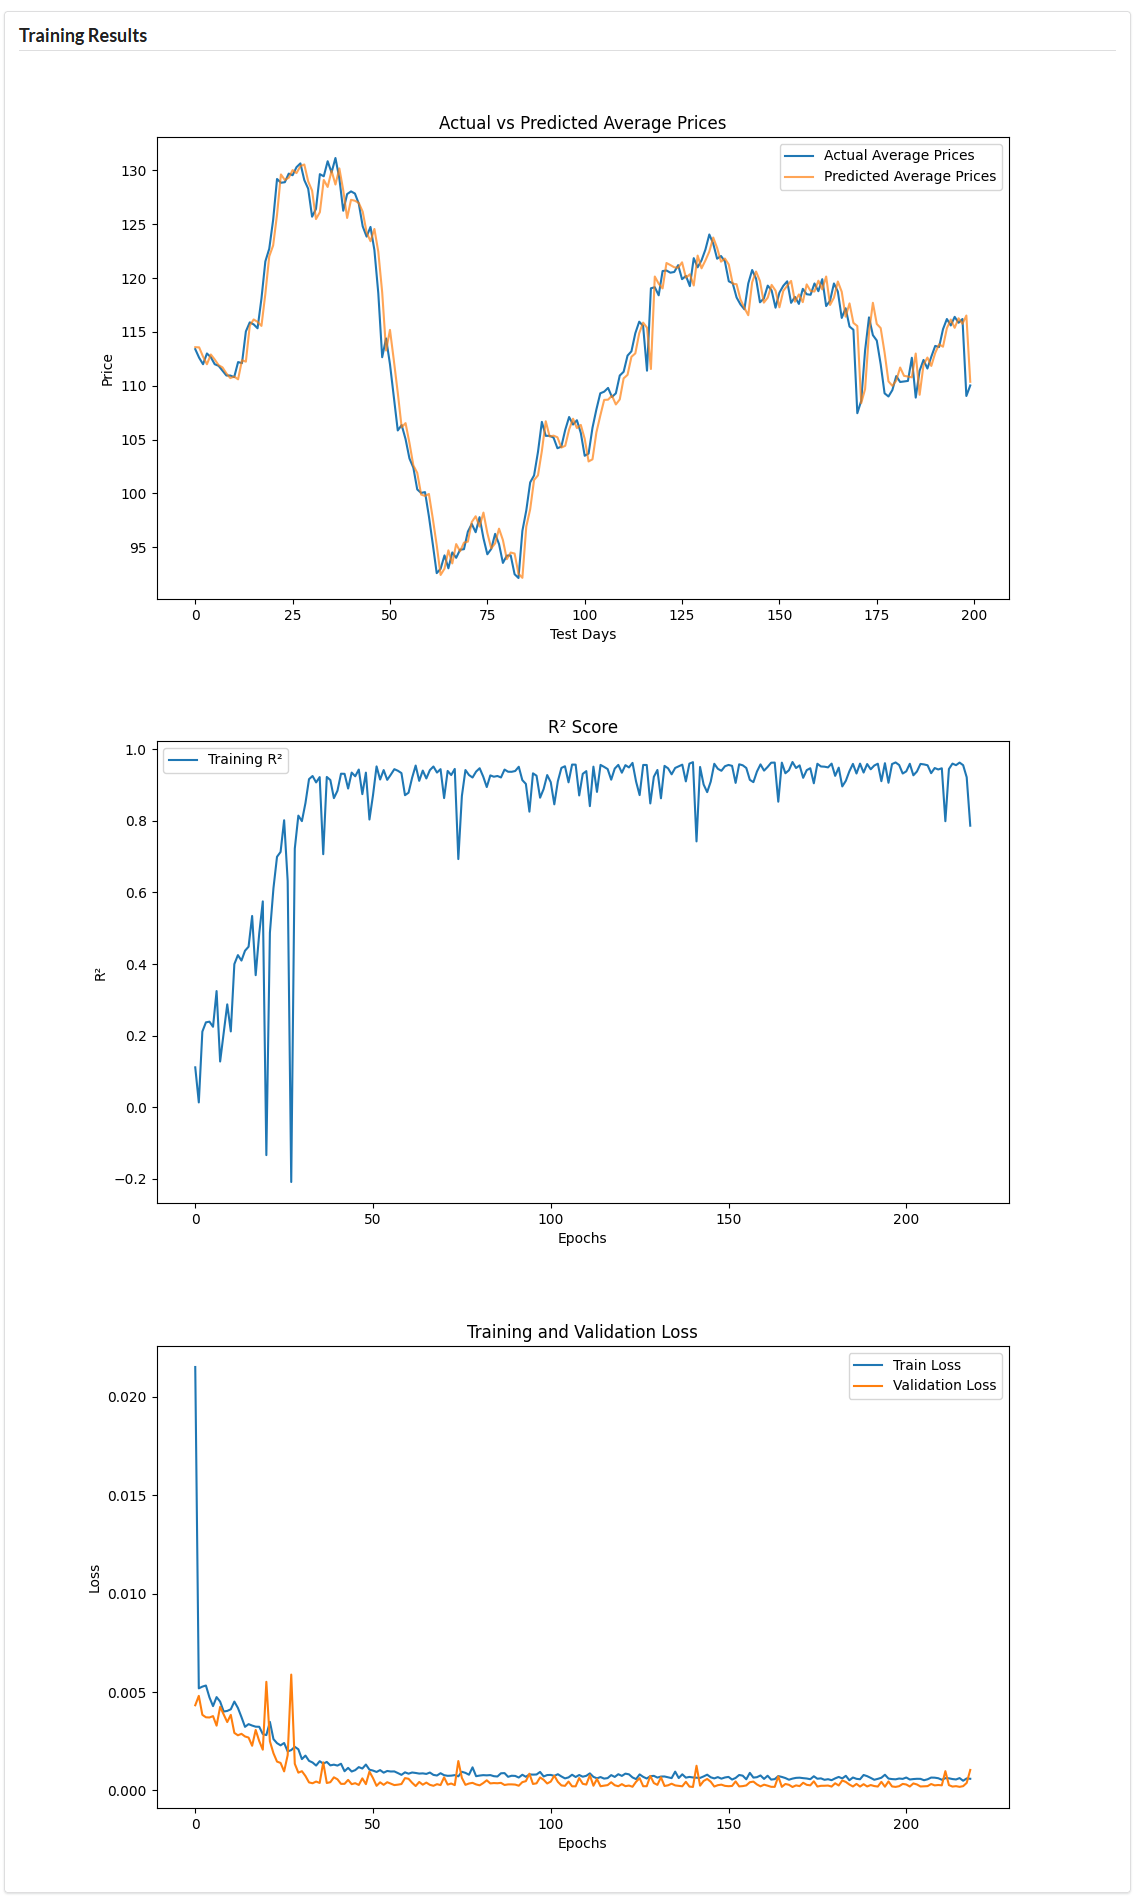 Training Results
Actual vs Predicted Average Prices
Actual Average Prices
Predicted Average Prices
Price
130
125
120
115
110
105
100
95
0 25 50 75 100 125 150 175 200
Test Days
R² Score
Training R²
R²
1.0
0.8
0.6
0.4
0.2
0.0
−0.2
0 50 100 150 200
Epochs
Training and Validation Loss
Train Loss
Validation Loss
Loss
0.020
0.015
0.010
0.005
0.000
0 50 100 150 200
Epochs